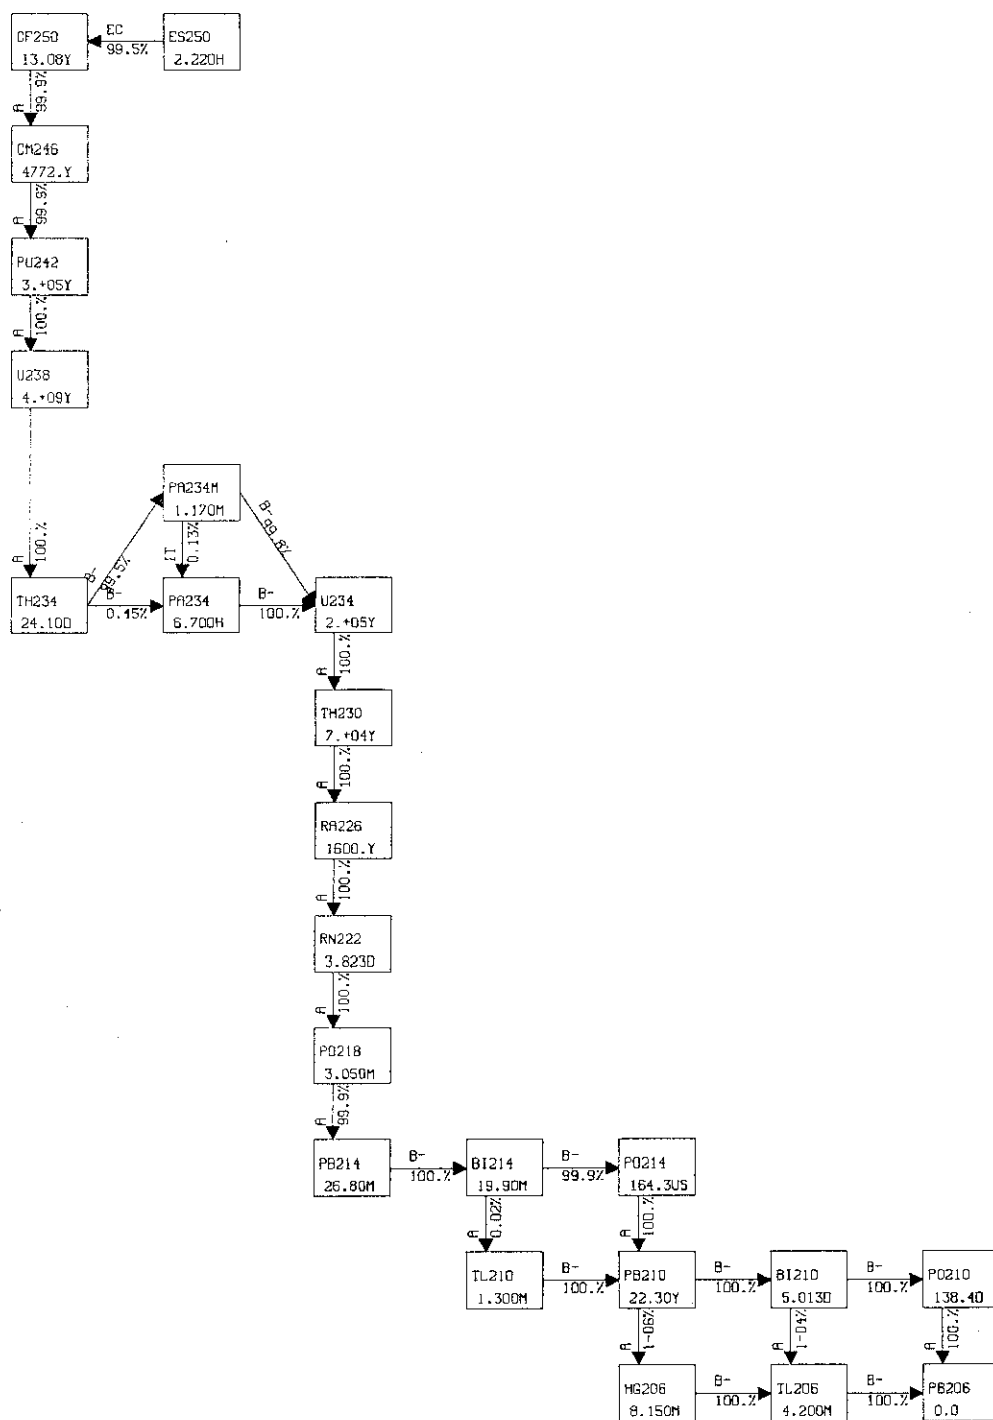 EC
CF250
ES250
99.5%
13.08Y
2.220H
A
99.9%
CM246
4772.Y
A
99.9%
PU242
3.+05Y
A
100.%
U238
4.+09Y
A
100.%
PA234M
1.170M
B-
99.5%
IT
0.13%
B-
99.8%
TH234
24.10D
B-
0.45%
PA234
6.700H
B-
100.%
U234
2.+05Y
A
100.%
TH230
7.+04Y
A
100.%
RA226
1600.Y
A
100.%
RN222
3.823D
A
100.%
PO218
3.050M
A
99.9%
PB214
26.80M
B-
100.%
BI214
19.90M
B-
99.9%
PO214
164.3US
A
0.02%
A
100.%
TL210
1.300M
B-
100.%
PB210
22.30Y
B-
100.%
BI210
5.013D
B-
100.%
PO210
138.4D
A
1-06%
A
1-04%
A
100.%
HG206
8.150M
B-
100.%
TL206
4.200M
B-
100.%
PB206
0.0